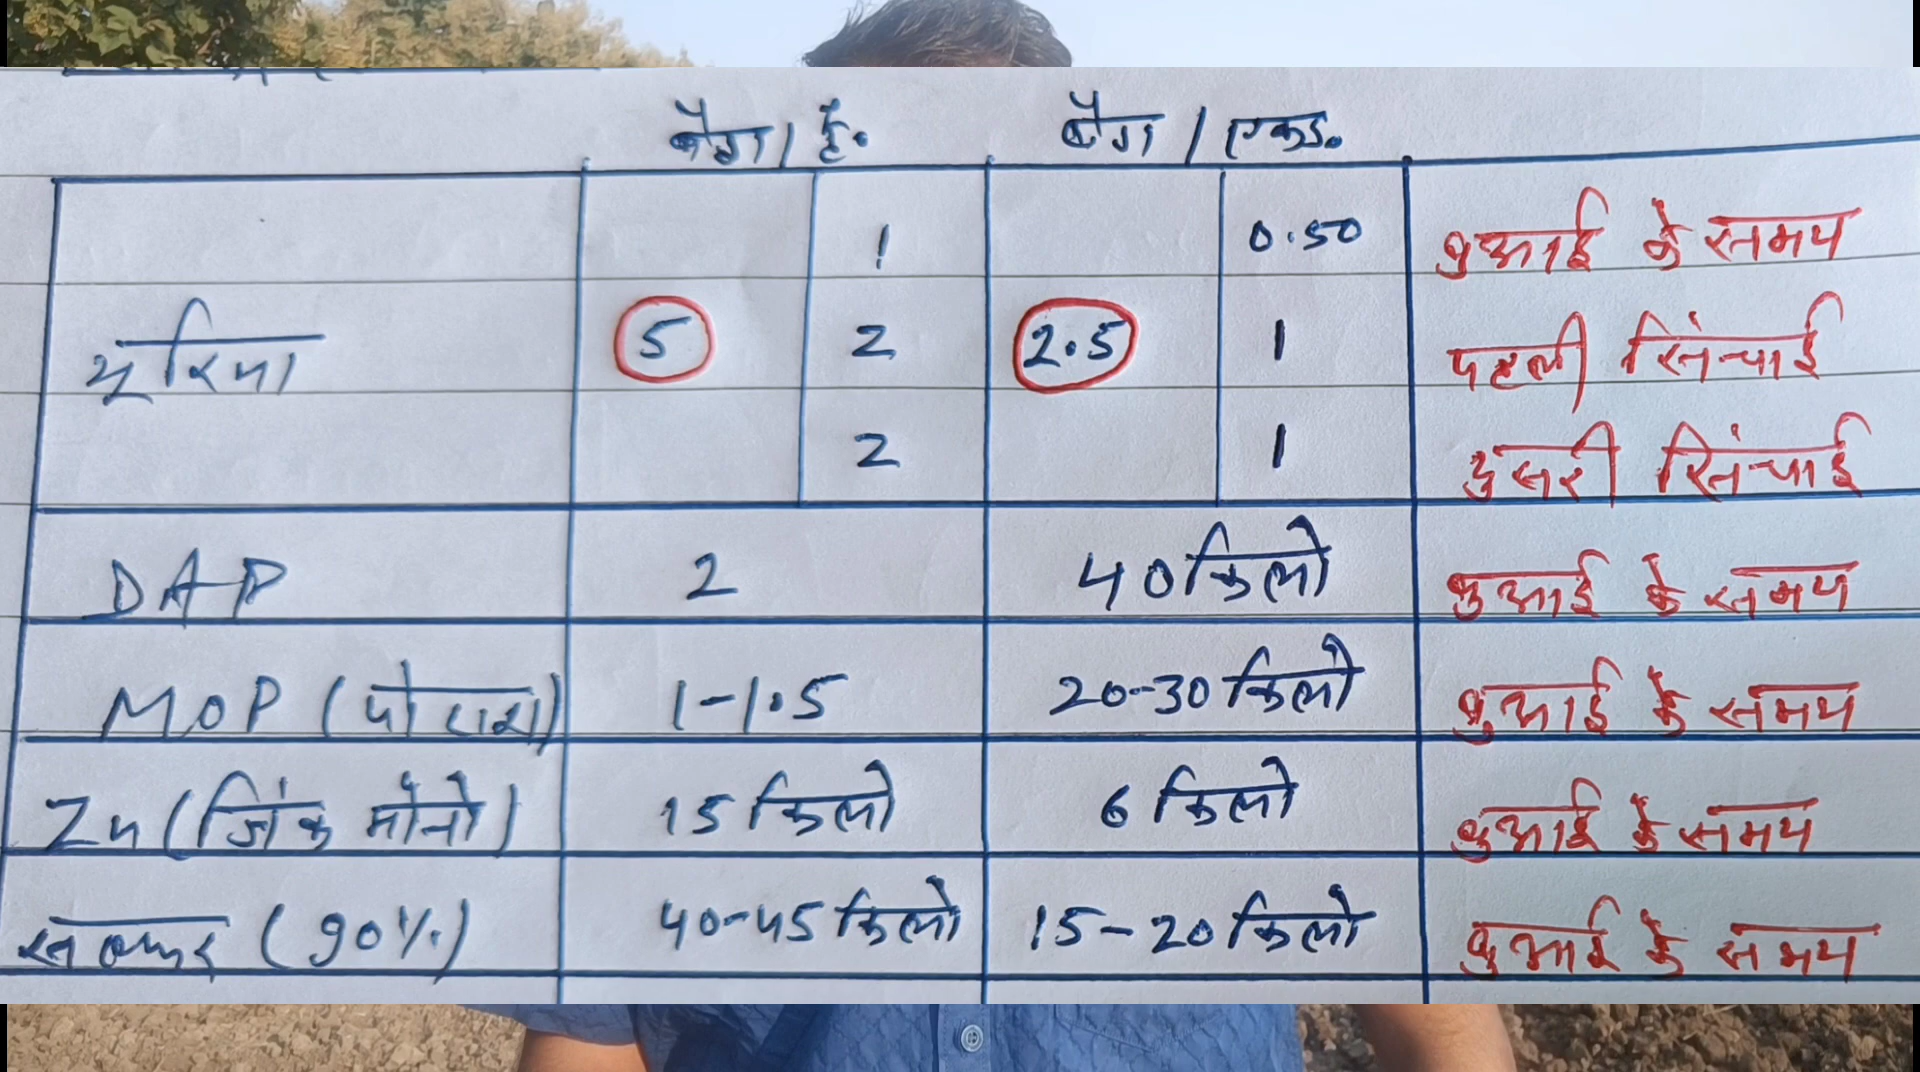 बैग / हे. बैग / एकड.
1 0.50 बुआई के समय
यूरिया 5 2 2.5 1 पहली सिंचाई
2 1 दुसरी सिंचाई
DAP 2 40 किलो बुआई के समय
MOP (पोटाश) 1-1.5 20-30 किलो बुआई के समय
Zn (जिंक मोनो) 15 किलो 6 किलो बुआई के समय
सल्फर (90%) 40-45 किलो 15-20 किलो बुआई के समय